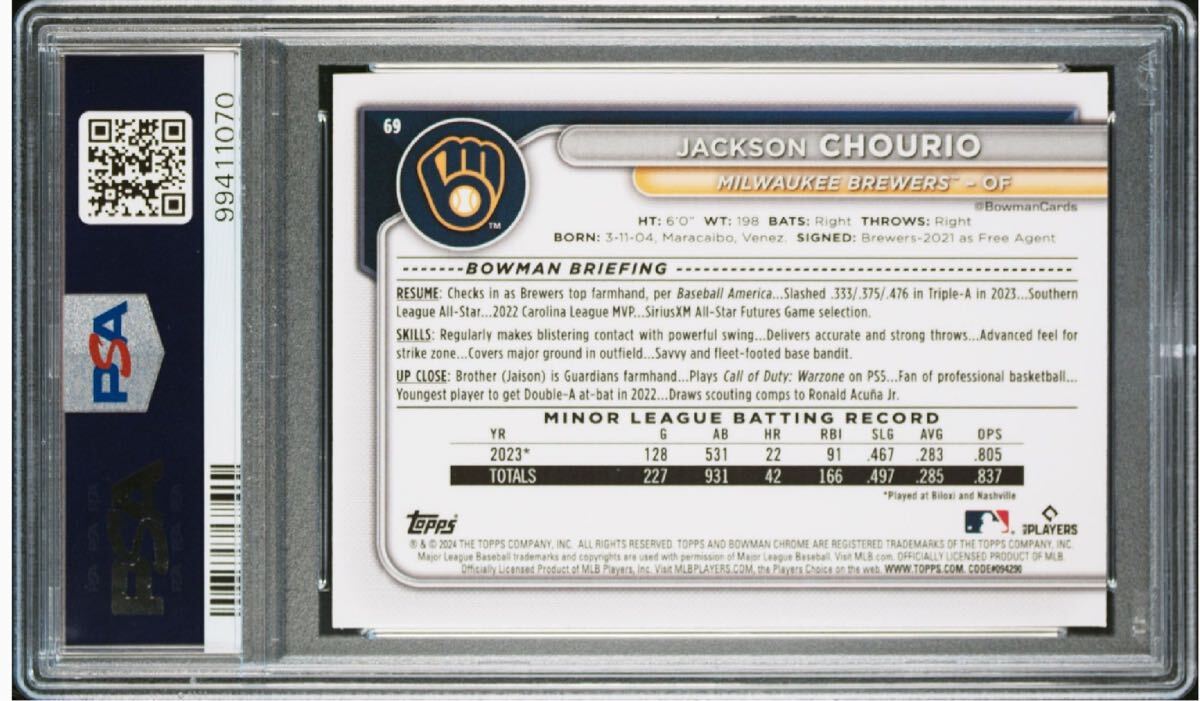 99411070
PSA
PSA
69
JACKSON CHOURIO
MILWAUKEE BREWERS™ – OF
©BowmanCards
HT: 6'0" WT: 198 BATS: Right THROWS: Right
BORN: 3-11-04, Maracaibo, Venez. SIGNED: Brewers-2021 as Free Agent
BOWMAN BRIEFING
RESUME: Checks in as Brewers top farmhand, per Baseball America...Slashed .333/.375/.476 in Triple-A in 2023...Southern
League All-Star...2022 Carolina League MVP...SiriusXM All-Star Futures Game selection.
SKILLS: Regularly makes blistering contact with powerful swing...Delivers accurate and strong throws...Advanced feel for
strike zone...Covers major ground in outfield...Savvy and fleet-footed base bandit.
UP CLOSE: Brother (Jaison) is Guardians farmhand...Plays Call of Duty: Warzone on PS5...Fan of professional basketball...
Youngest player to get Double-A at-bat in 2022...Draws scouting comps to Ronald Acuña Jr.
MINOR LEAGUE BATTING RECORD
YR G AB HR RBI SLG AVG OPS
2023* 128 531 22 91 .467 .283 .805
TOTALS 227 931 42 166 .497 .285 .837
*Played at Biloxi and Nashville
Topps
PLAYERS
® & © 2024 THE TOPPS COMPANY, INC. ALL RIGHTS RESERVED. TOPPS AND BOWMAN CHROME ARE REGISTERED TRADEMARKS OF THE TOPPS COMPANY, INC.
Major League Baseball trademarks and copyrights are used with permission of Major League Baseball. Visit MLB.com. OFFICIALLY LICENSED PRODUCT OF MLB.
Officially Licensed Product of MLB Players, Inc. Visit MLBPLAYERS.COM, the Players Choice on the web. WWW.TOPPS.COM. CODE#094290